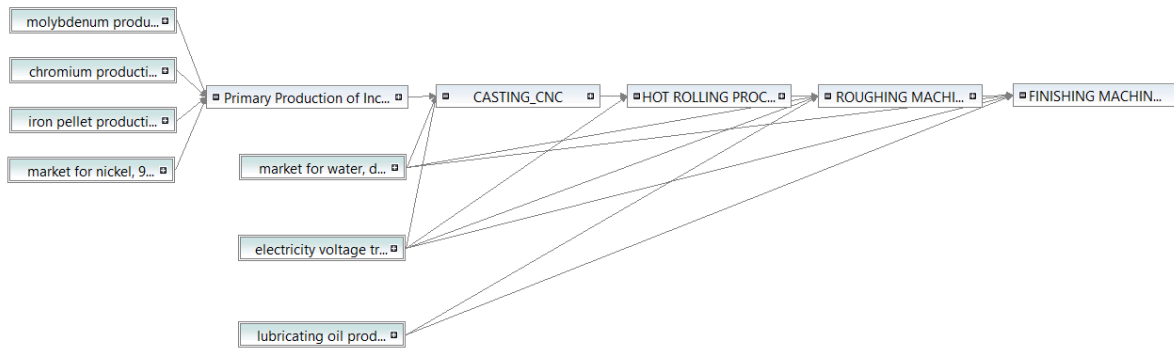 molybdenum produ...
chromium producti...
iron pellet producti...
market for nickel, 9...
Primary Production of Inc...
CASTING_CNC
HOT ROLLING PROC...
ROUGHING MACHI...
FINISHING MACHIN...
market for water, d...
electricity voltage tr...
lubricating oil prod...